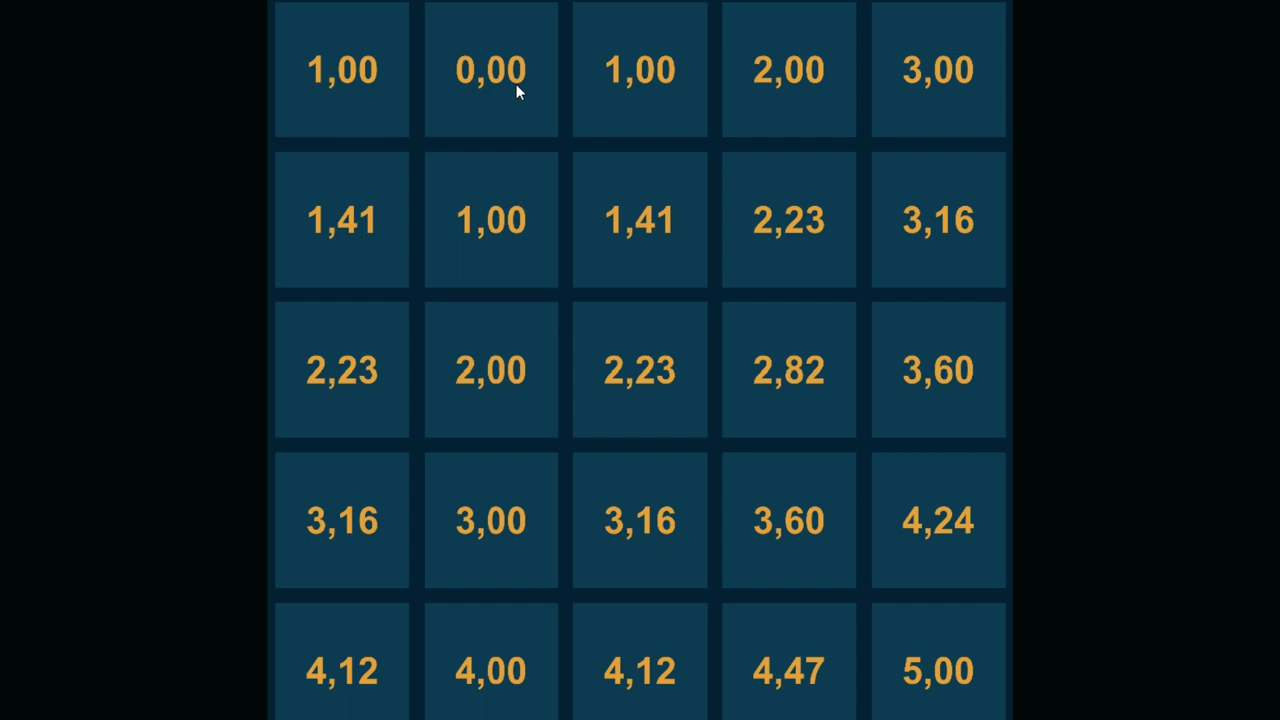 1,00 0,00 1,00 2,00 3,00
1,41 1,00 1,41 2,23 3,16
2,23 2,00 2,23 2,82 3,60
3,16 3,00 3,16 3,60 4,24
4,12 4,00 4,12 4,47 5,00